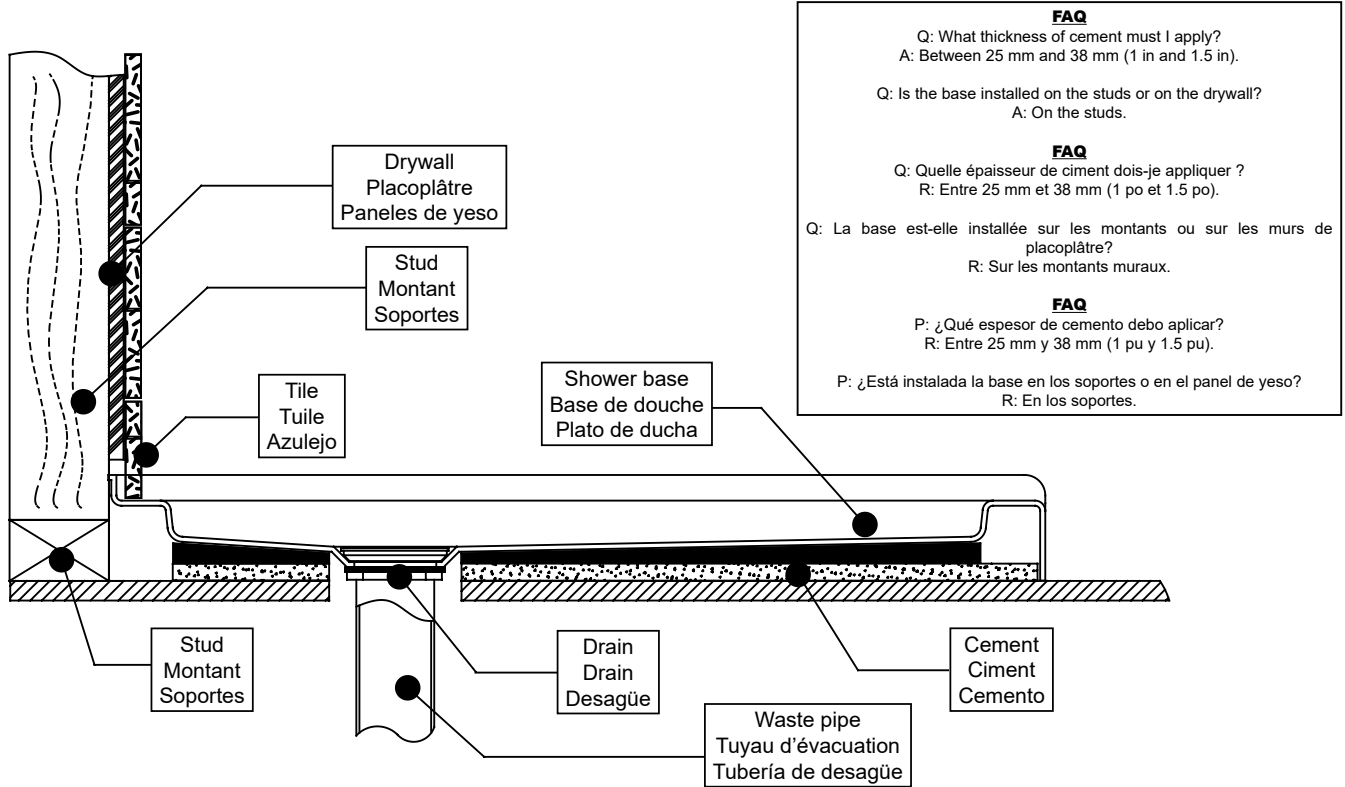 FAQ
Q: What thickness of cement must I apply?
A: Between 25 mm and 38 mm (1 in and 1.5 in).
Q: Is the base installed on the studs or on the drywall?
A: On the studs.
FAQ
Q: Quelle épaisseur de ciment dois-je appliquer ?
R: Entre 25 mm et 38 mm (1 po et 1.5 po).
Q: La base est-elle installée sur les montants ou sur les murs de
placoplâtre?
R: Sur les montants muraux.
FAQ
P: ¿Qué espesor de cemento debo aplicar?
R: Entre 25 mm y 38 mm (1 pu y 1.5 pu).
P: ¿Está instalada la base en los soportes o en el panel de yeso?
R: En los soportes.
Drywall
Placoplâtre
Paneles de yeso
Stud
Montant
Soportes
Tile
Tuile
Azulejo
Shower base
Base de douche
Plato de ducha
Stud
Montant
Soportes
Drain
Drain
Desagüe
Cement
Ciment
Cemento
Waste pipe
Tuyau d’évacuation
Tubería de desagüe